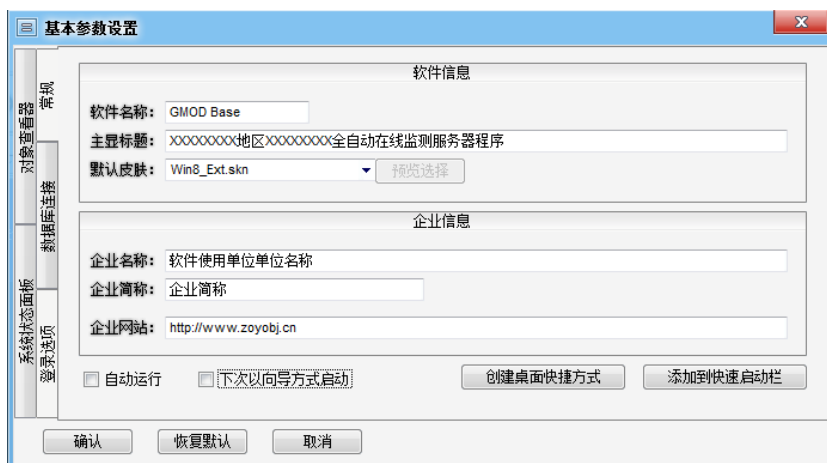 基本参数设置
对象查看器
系统状态面板
常规
数据库连接
登录选项
软件信息
软件名称： GMOD Base
主显标题： XXXXXXXX地区XXXXXXXX全自动在线监测服务器程序
默认皮肤： Win8_Ext.skn 预览选择
企业信息
企业名称： 软件使用单位单位名称
企业简称： 企业简称
企业网站： http://www.zoyobj.cn
自动运行 下次以向导方式启动 创建桌面快捷方式 添加到快速启动栏
确认 恢复默认 取消